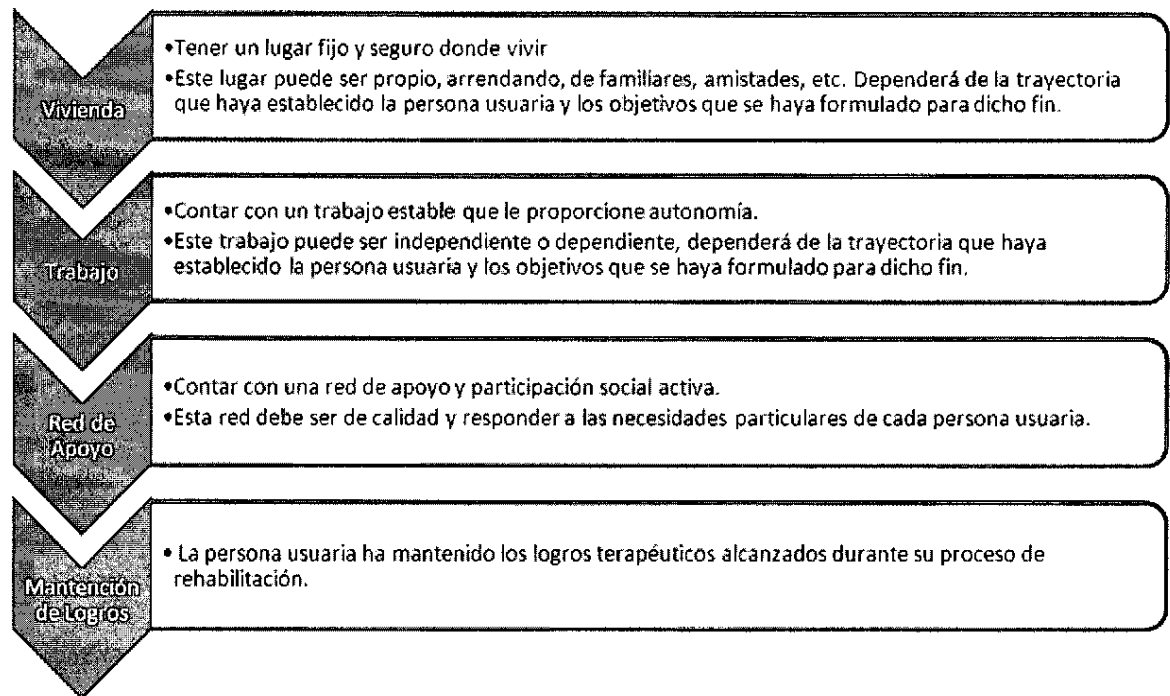 Vivienda
•Tener un lugar fijo y seguro donde vivir
•Este lugar puede ser propio, arrendando, de familiares, amistades, etc. Dependerá de la trayectoria
que haya establecido la persona usuaria y los objetivos que se haya formulado para dicho fin.
Trabajo
•Contar con un trabajo estable que le proporcione autonomía.
•Este trabajo puede ser independiente o dependiente, dependerá de la trayectoria que haya
establecido la persona usuaria y los objetivos que se haya formulado para dicho fin.
Red de
Apoyo
•Contar con una red de apoyo y participación social activa.
•Esta red debe ser de calidad y responder a las necesidades particulares de cada persona usuaria.
Mantención
de Logros
• La persona usuaria ha mantenido los logros terapéuticos alcanzados durante su proceso de
rehabilitación.